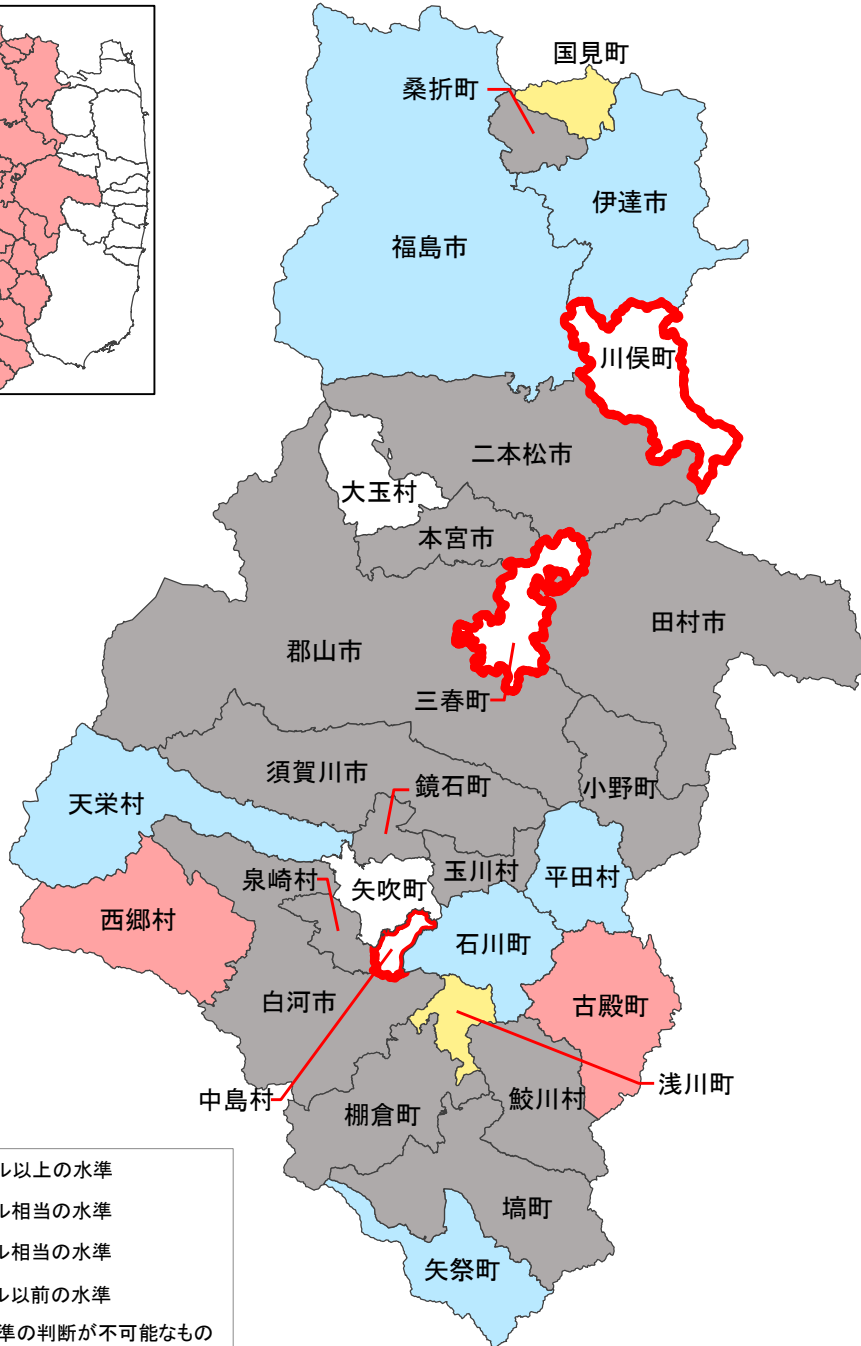 国見町
桑折町
伊達市
福島市
川俣町
二本松市
大玉村
本宮市
田村市
郡山市
三春町
須賀川市
鏡石町
小野町
天栄村
玉川村
平田村
泉崎村
矢吹町
西郷村
石川町
白河市
古殿町
浅川町
中島村
棚倉町
鮫川村
塙町
矢祭町
ル以上の水準
ル相当の水準
ル相当の水準
ル以前の水準
準の判断が不可能なもの